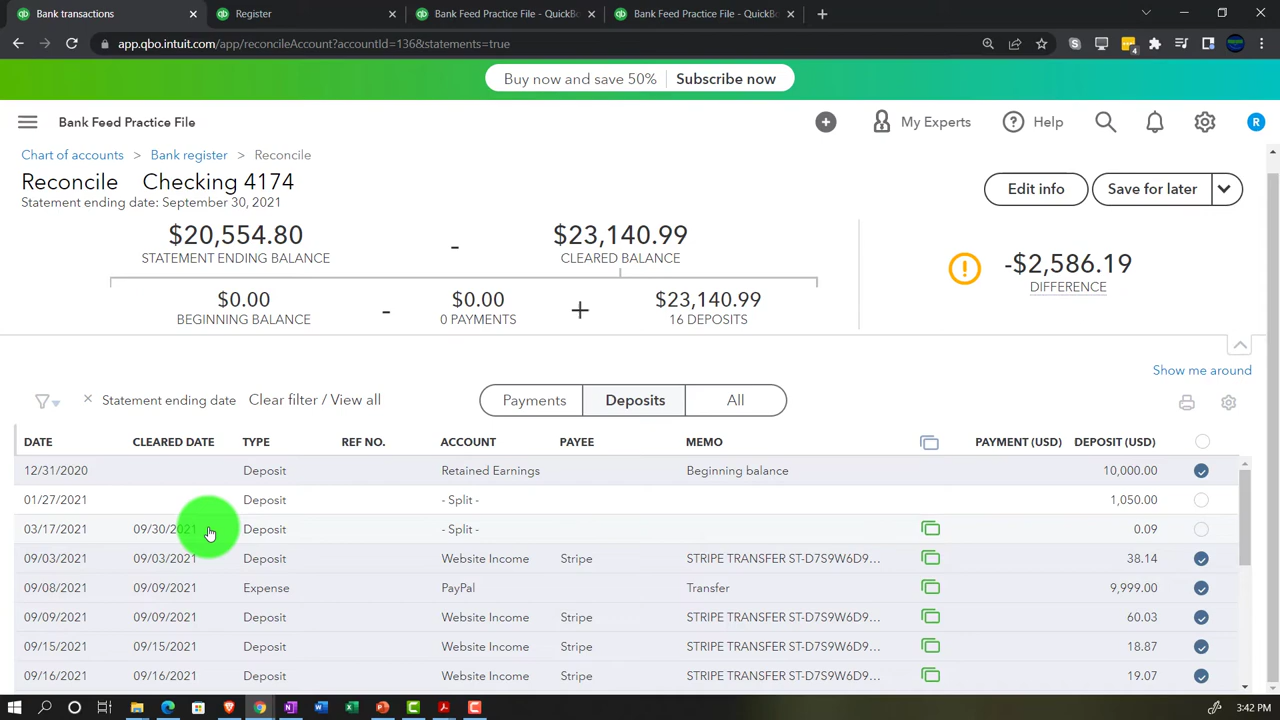 Bank transactions
Register
Bank Feed Practice File - QuickBo
Bank Feed Practice File - QuickBo
app.qbo.intuit.com/app/reconcileAccount?accountId=136&statements=true
4
Buy now and save 50% Subscribe now
Bank Feed Practice File
My Experts
Help
R
Chart of accounts > Bank register > Reconcile
Reconcile Checking 4174
Edit info
Save for later
Statement ending date: September 30, 2021
$20,554.80 - $23,140.99
STATEMENT ENDING BALANCE CLEARED BALANCE
-$2,586.19
DIFFERENCE
$0.00 - $0.00 + $23,140.99
BEGINNING BALANCE 0 PAYMENTS 16 DEPOSITS
Show me around
Statement ending date Clear filter / View all
Payments Deposits All
DATE CLEARED DATE TYPE REF NO. ACCOUNT PAYEE MEMO PAYMENT (USD) DEPOSIT (USD)
12/31/2020 Deposit Retained Earnings Beginning balance 10,000.00
01/27/2021 Deposit - Split - 1,050.00
03/17/2021 09/30/2021 Deposit - Split - 0.09
09/03/2021 09/03/2021 Deposit Website Income Stripe STRIPE TRANSFER ST-D7S9W6D9... 38.14
09/08/2021 09/09/2021 Expense PayPal Transfer 9,999.00
09/09/2021 09/09/2021 Deposit Website Income Stripe STRIPE TRANSFER ST-D7S9W6D9... 60.03
09/15/2021 09/15/2021 Deposit Website Income Stripe STRIPE TRANSFER ST-D7S9W6D9... 18.87
09/16/2021 09/16/2021 Deposit Website Income Stripe STRIPE TRANSFER ST-D7S9W6D9... 19.07
3:42 PM